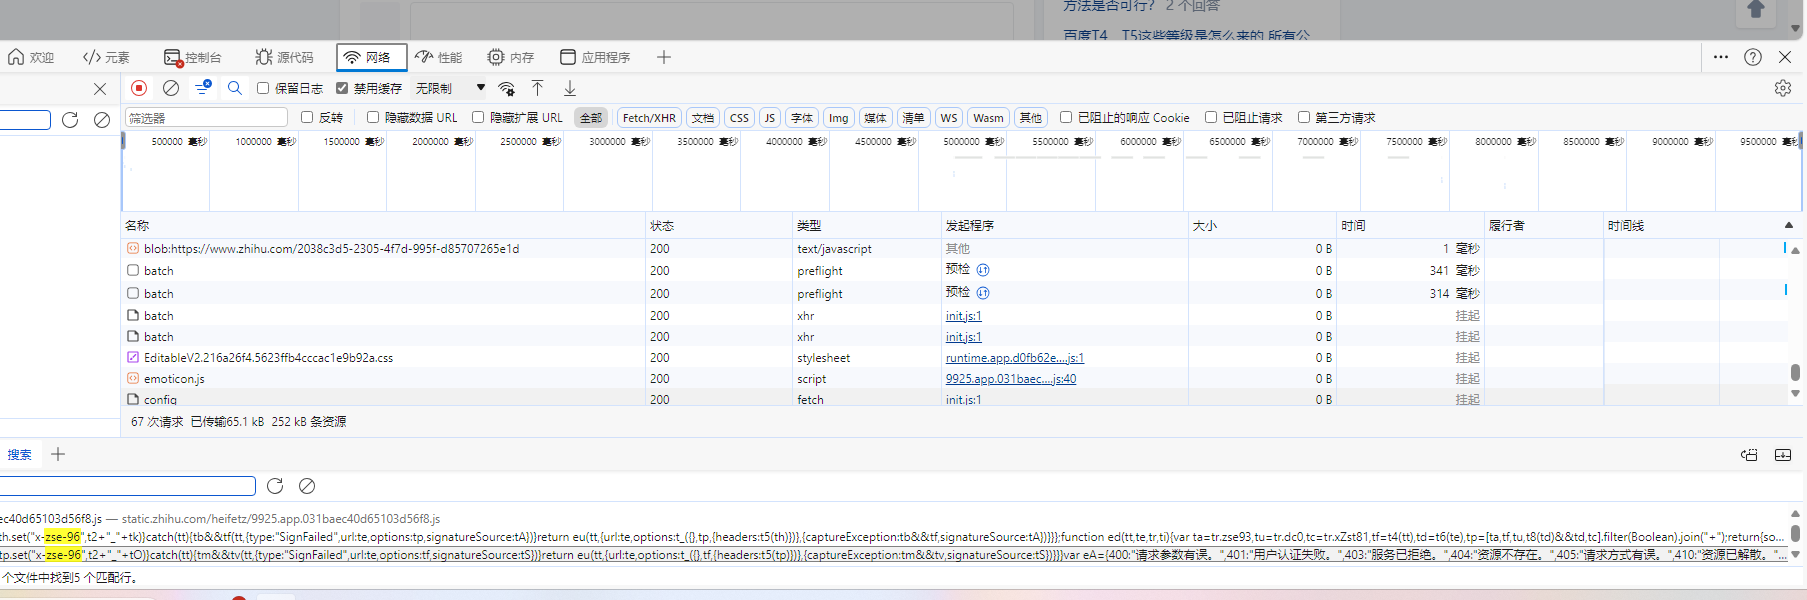 方法是否可行？ 2 个回答
百度T4、T5这些等级是怎么来的 所有公
欢迎 元素 控制台 源代码 网络 性能 内存 应用程序
保留日志 禁用缓存 无限制
筛选器 反转 隐藏数据 URL 隐藏扩展 URL 全部 Fetch/XHR 文档 CSS JS 字体 Img 媒体 清单 WS Wasm 其他 已阻止的响应 Cookie 已阻止请求 第三方请求
500000 毫秒 1000000 毫秒 1500000 毫秒 2000000 毫秒 2500000 毫秒 3000000 毫秒 3500000 毫秒 4000000 毫秒 4500000 毫秒 5000000 毫秒 5500000 毫秒 6000000 毫秒 6500000 毫秒 7000000 毫秒 7500000 毫秒 8000000 毫秒 8500000 毫秒 9000000 毫秒 9500000 毫秒
名称 状态 类型 发起程序 大小 时间 履行者 时间线
blob:https://www.zhihu.com/2038c3d5-2305-4f7d-995f-d85707265e1d 200 text/javascript 其他 0 B 1 毫秒
batch 200 preflight 预检 0 B 341 毫秒
batch 200 preflight 预检 0 B 314 毫秒
batch 200 xhr init.js:1 0 B 挂起
batch 200 xhr init.js:1 0 B 挂起
EditableV2.216a26f4.5623ffb4cccac1e9b92a.css 200 stylesheet runtime.app.d0fb62e....js:1 0 B 挂起
emoticon.js 200 script 9925.app.031baec....js:40 0 B 挂起
config 200 fetch init.js:1 0 B 挂起
67 次请求 已传输65.1 kB 252 kB 条资源
搜索
ec40d65103d56f8.js — static.zhihu.com/heifetz/9925.app.031baec40d65103d56f8.js
th.set("x-zse-96",t2+"_"+tk)}catch(tt){tb&&tf(tt,{type:"SignFailed",url:te,options:tp,signatureSource:tA})}return eu(tt,{url:te,options:t_({},tp,{headers:t5(th)})},{captureException:tb&&tf,signatureSource:tA})}};function ed(tt,te,tr,ti){var ta=tr.zse93,tu=tr.dc0,tc=tr.xZst81,tf=t4(tt),td=t6(te),tp=[ta,tf,tu,t8(td)&&td,tc].filter(Boolean).join("+");return{so...
tp.set("x-zse-96",t2+"_"+tO)}catch(tt){tm&&tv(tt,{type:"SignFailed",url:te,options:tf,signatureSource:tS})}return eu(tt,{url:te,options:t_({},tf,{headers:t5(tp)})},{captureException:tm&&tv,signatureSource:tS})}}}var eA={400:"请求参数有误。",401:"用户认证失败。",403:"服务已拒绝。",404:"资源不存在。",405:"请求方式有误。",410:"资源已解散。"...
个文件中找到5 个匹配行。